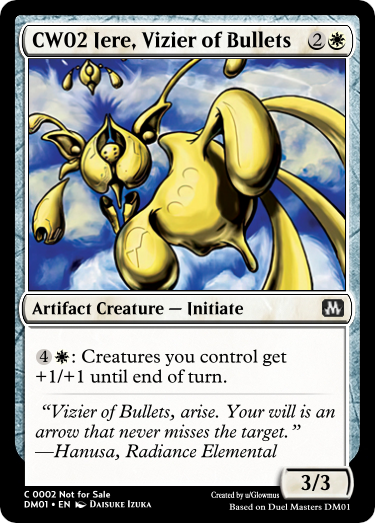 CW02 Iere, Vizier of Bullets 2
Artifact Creature — Initiate
4 : Creatures you control get
+1/+1 until end of turn.
“Vizier of Bullets, arise. Your will is an
arrow that never misses the target.”
—Hanusa, Radiance Elemental
3/3
C 0002 Not for Sale
DM01 • EN DAISUKE IZUKA
Created by u/Glowmus
Based on Duel Masters DM01